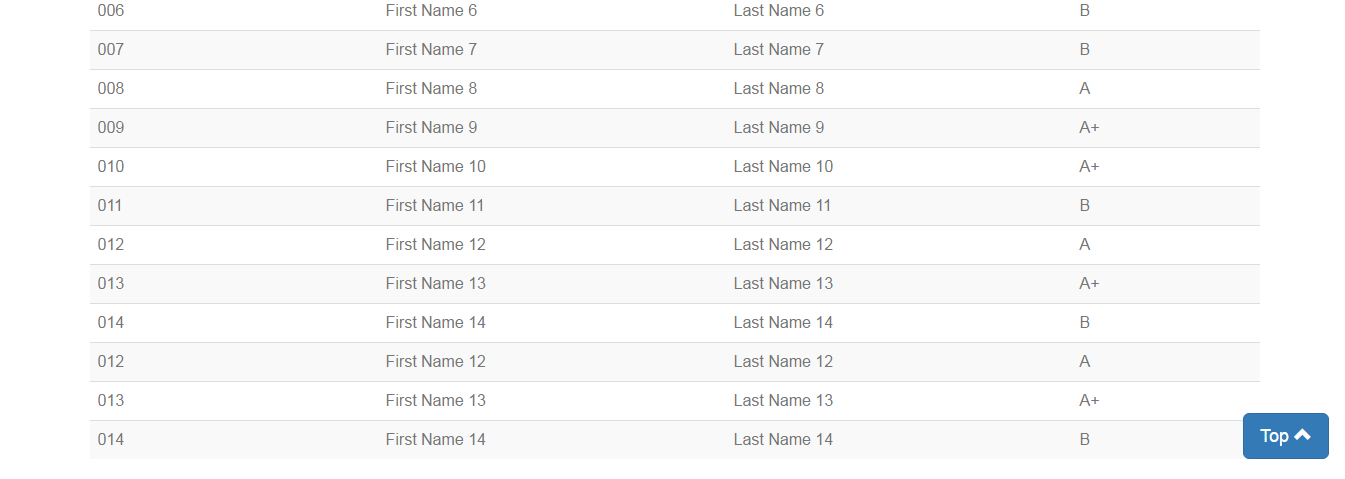 006 First Name 6 Last Name 6 B
007 First Name 7 Last Name 7 B
008 First Name 8 Last Name 8 A
009 First Name 9 Last Name 9 A+
010 First Name 10 Last Name 10 A+
011 First Name 11 Last Name 11 B
012 First Name 12 Last Name 12 A
013 First Name 13 Last Name 13 A+
014 First Name 14 Last Name 14 B
012 First Name 12 Last Name 12 A
013 First Name 13 Last Name 13 A+
014 First Name 14 Last Name 14 B
Top